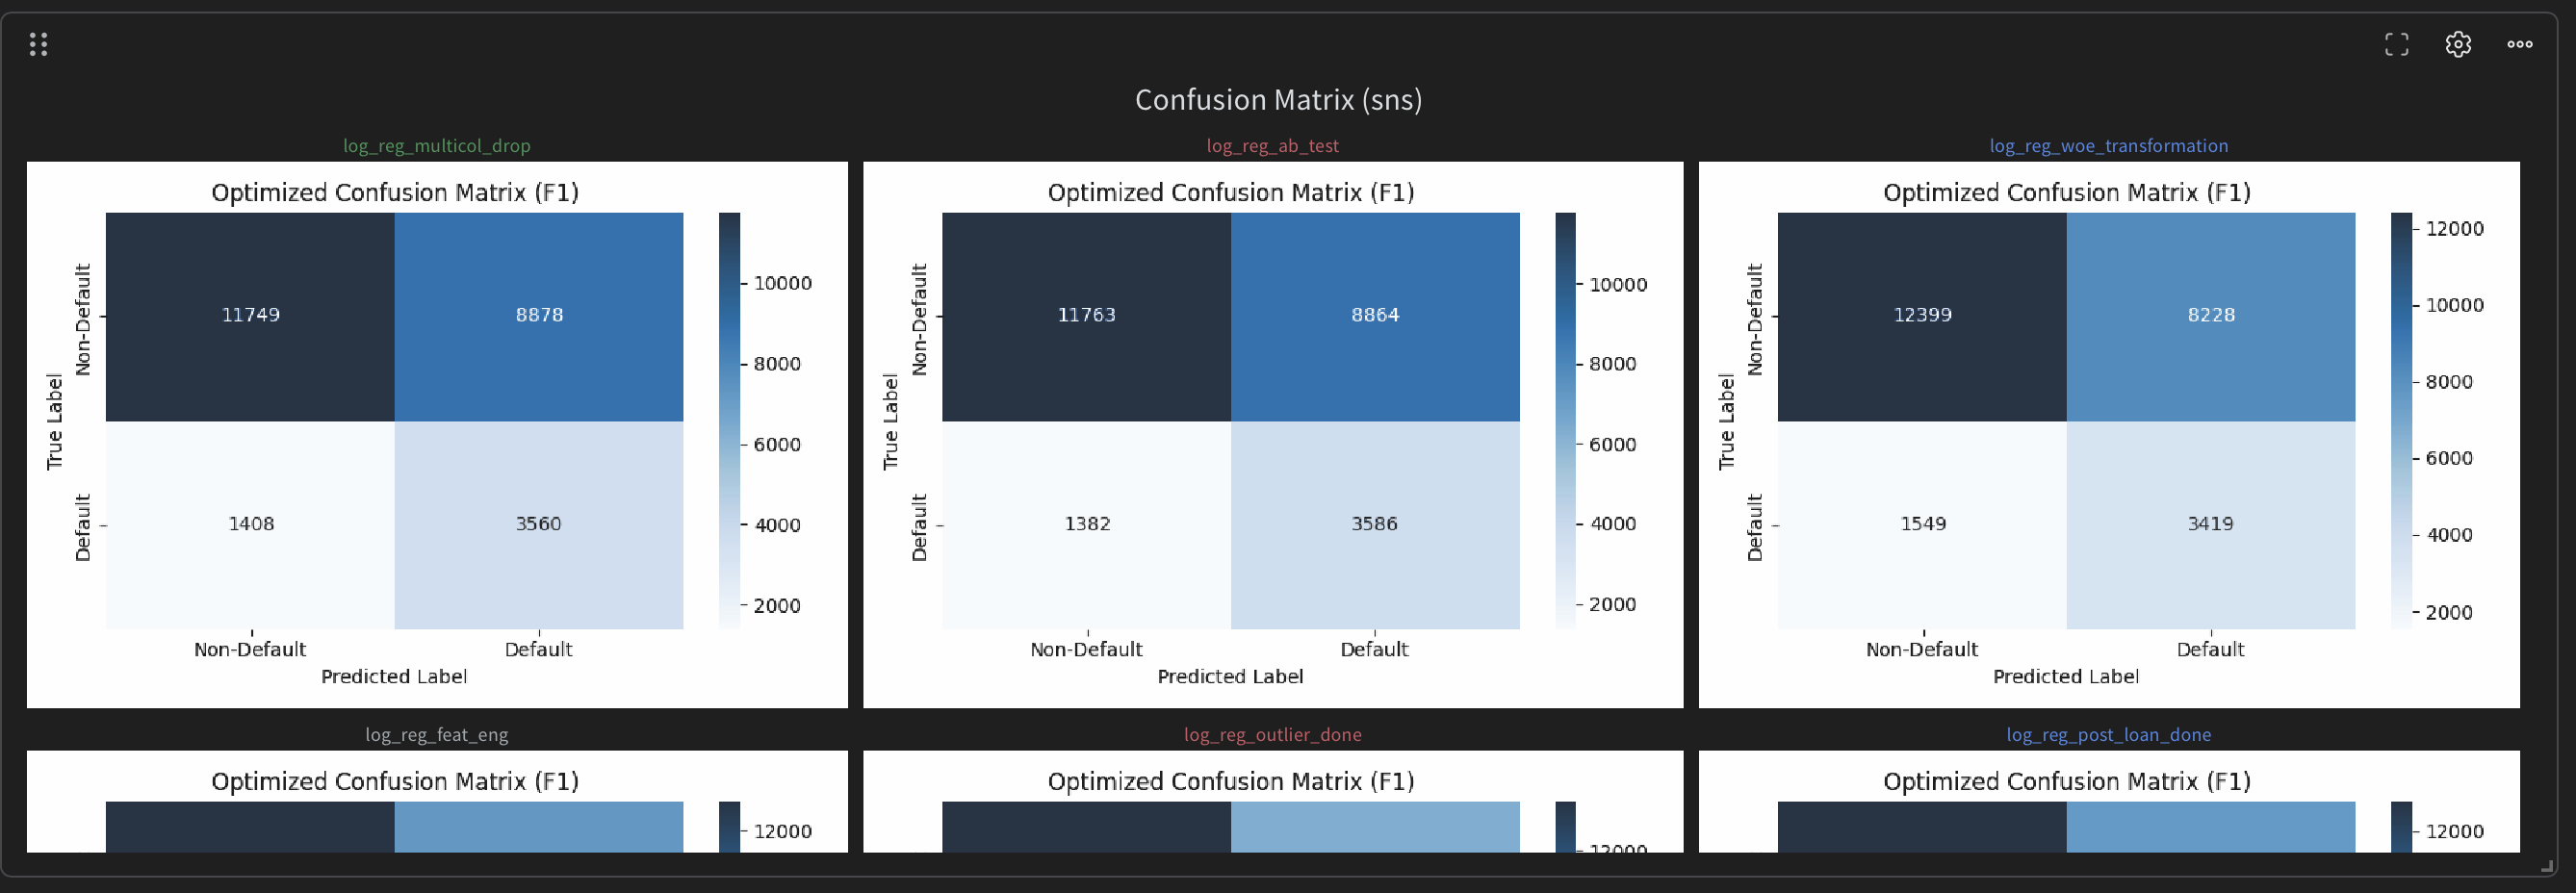 Confusion Matrix (sns)
log_reg_multicol_drop
Optimized Confusion Matrix (F1)
True Label
Non-Default
Default
11749
8878
1408
3560
10000
8000
6000
4000
2000
Non-Default
Default
Predicted Label
log_reg_ab_test
Optimized Confusion Matrix (F1)
True Label
Non-Default
Default
11763
8864
1382
3586
10000
8000
6000
4000
2000
Non-Default
Default
Predicted Label
log_reg_woe_transformation
Optimized Confusion Matrix (F1)
True Label
Non-Default
Default
12399
8228
1549
3419
12000
10000
8000
6000
4000
2000
Non-Default
Default
Predicted Label
log_reg_feat_eng
Optimized Confusion Matrix (F1)
12000
log_reg_outlier_done
Optimized Confusion Matrix (F1)
12000
log_reg_post_loan_done
Optimized Confusion Matrix (F1)
12000